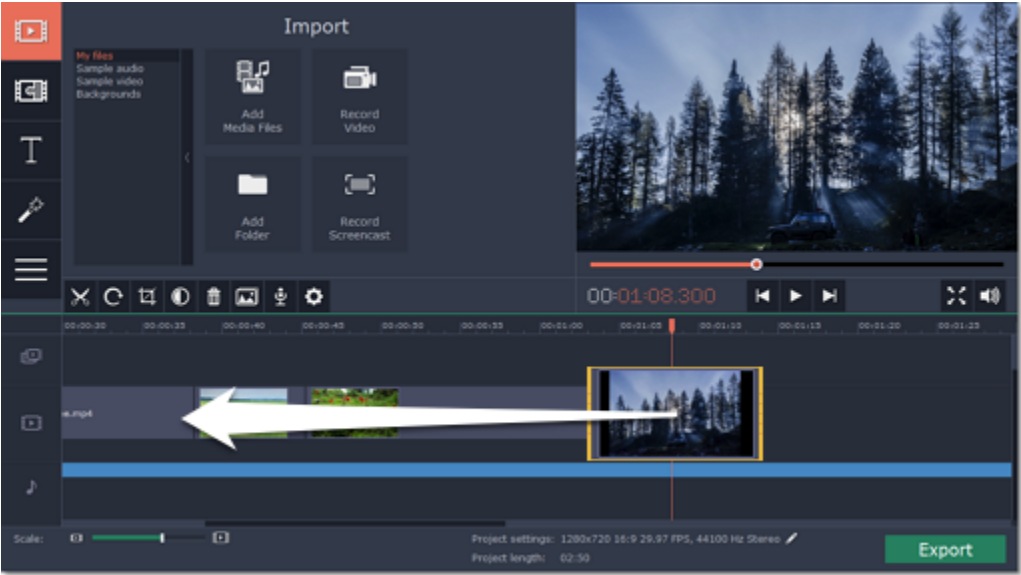 Import
My files
Sample audio
Sample video
Backgrounds
Add
Media Files
Record
Video
Add
Folder
Record
Screencast
T
00:01:08.300
00:00:30 00:00:35 00:00:40 00:00:45 00:00:50 00:00:55 00:01:00 00:01:05 00:01:10 00:01:15 00:01:20 00:01:25
e.mp4
Scale:
Project settings: 1280x720 16:9 29.97 FPS, 44100 Hz Stereo
Project length: 02:50
Export